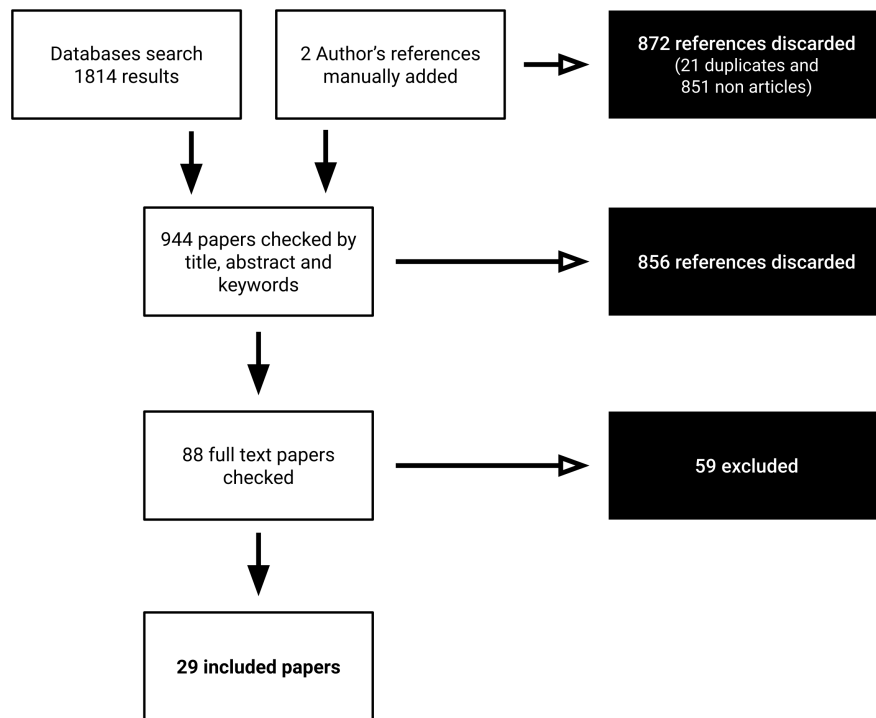 Databases search
1814 results
2 Author's references
manually added
872 references discarded
(21 duplicates and
851 non articles)
944 papers checked by
title, abstract and
keywords
856 references discarded
88 full text papers
checked
59 excluded
29 included papers